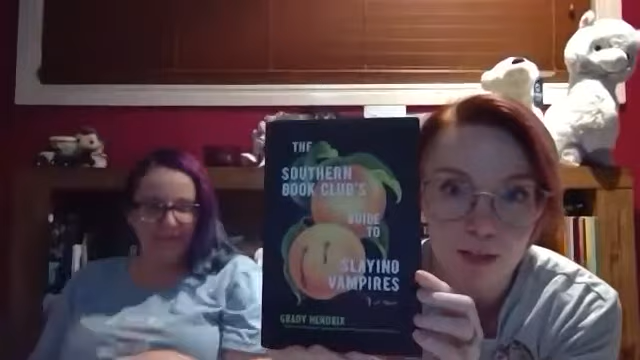 THE
SOUTHERN
BOOK CLUB'S
GUIDE
TO
SLAYING
VAMPIRES
GRADY HENDRIX